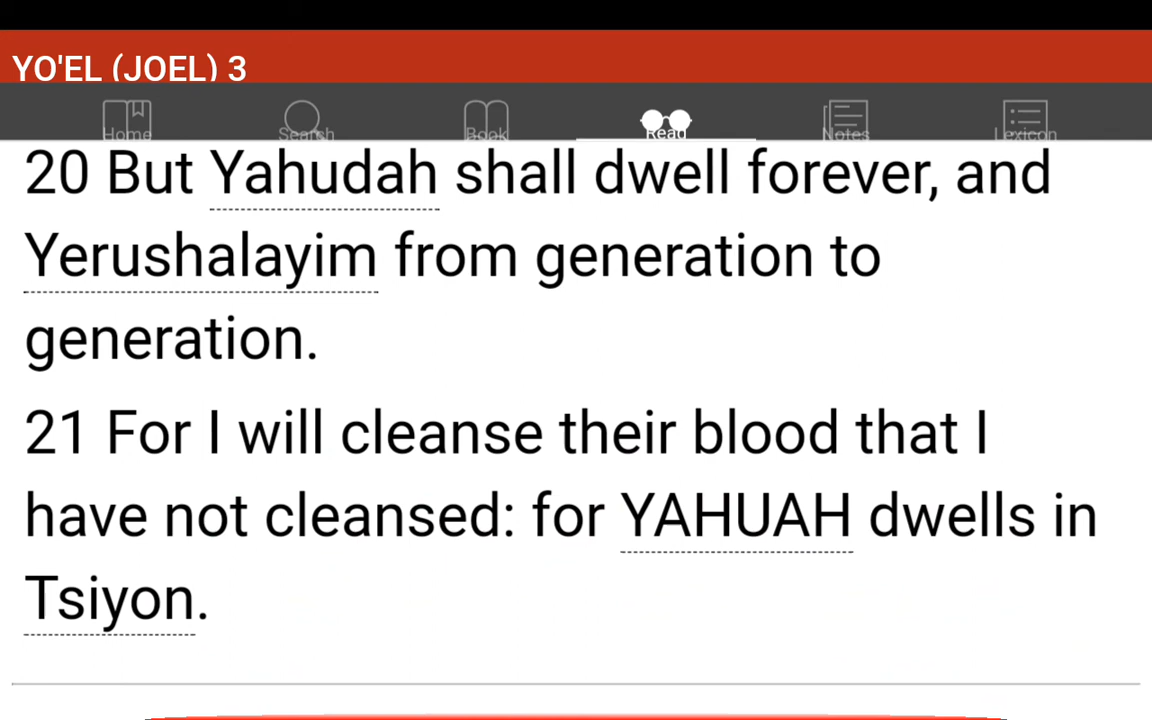 YO'EL (JOEL) 3
Home Search Book Read Notes Lexicon
20 But Yahudah shall dwell forever, and
Yerushalayim from generation to
generation.
21 For I will cleanse their blood that I
have not cleansed: for YAHUAH dwells in
Tsiyon.